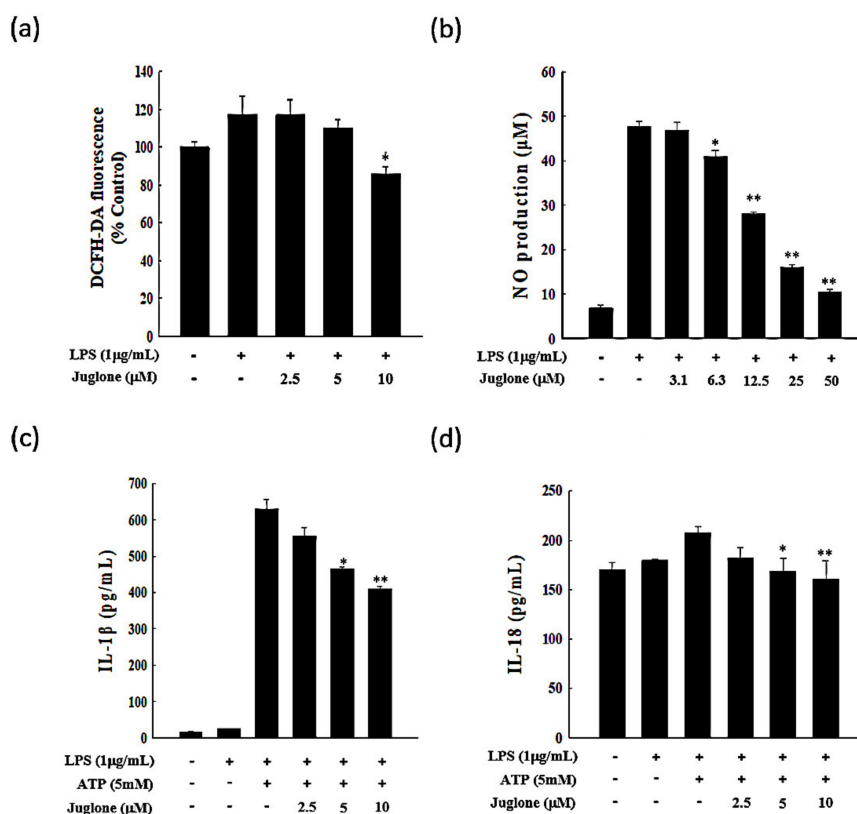 (a)
DCFH-DA fluorescence
(% Control)
140
120
100
80
60
40
20
0
*
LPS (1μg/mL) - + + + +
Juglone (μM) - - 2.5 5 10
(b)
NO production (μM)
60
50
40
30
20
10
0
*
**
**
**
LPS (1μg/mL) - + + + + + +
Juglone (μM) - - 3.1 6.3 12.5 25 50
(c)
IL-1β (pg/mL)
700
600
500
400
300
200
100
0
*
**
LPS (1μg/mL) - + + + + +
ATP (5mM) - - + + + +
Juglone (μM) - - - 2.5 5 10
(d)
IL-18 (pg/mL)
250
200
150
100
50
0
*
**
LPS (1μg/mL) - + + + + +
ATP (5mM) - - + + + +
Juglone (μM) - - - 2.5 5 10